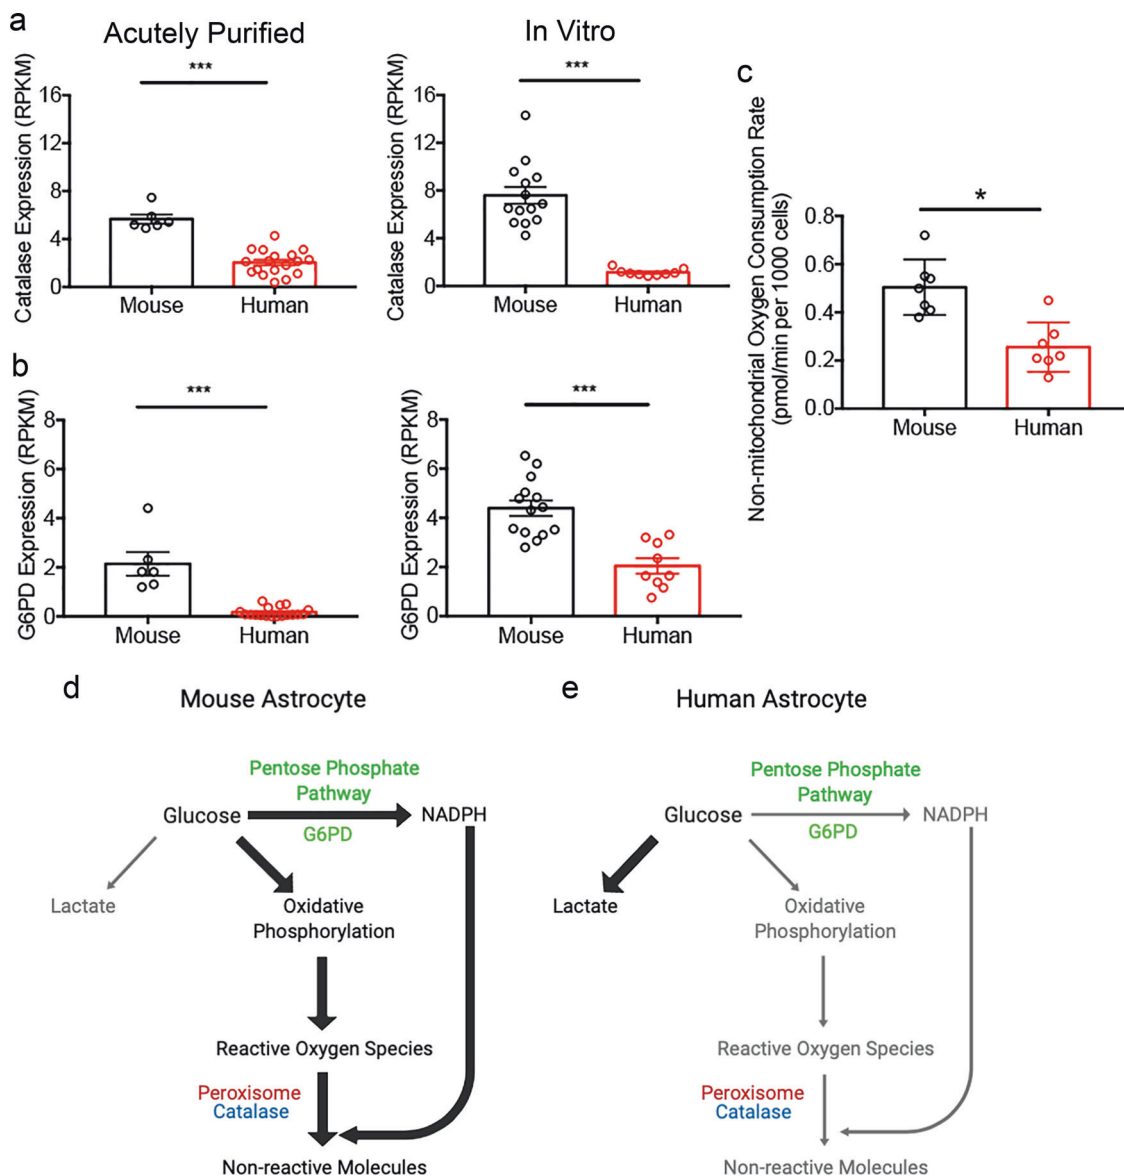 a
Acutely Purified
In Vitro
Catalase Expression (RPKM)
***
16
12
8
4
0
Mouse
Human
Catalase Expression (RPKM)
***
16
12
8
4
0
Mouse
Human
c
Non-mitochondrial Oxygen Consumption Rate
(pmol/min per 1000 cells)
*
0.8
0.6
0.4
0.2
0.0
Mouse
Human
b
G6PD Expression (RPKM)
***
8
6
4
2
0
Mouse
Human
G6PD Expression (RPKM)
***
8
6
4
2
0
Mouse
Human
d
Mouse Astrocyte
Pentose Phosphate
Pathway
Glucose
NADPH
G6PD
Lactate
Oxidative
Phosphorylation
Reactive Oxygen Species
Peroxisome
Catalase
Non-reactive Molecules
e
Human Astrocyte
Pentose Phosphate
Pathway
Glucose
NADPH
G6PD
Lactate
Oxidative
Phosphorylation
Reactive Oxygen Species
Peroxisome
Catalase
Non-reactive Molecules